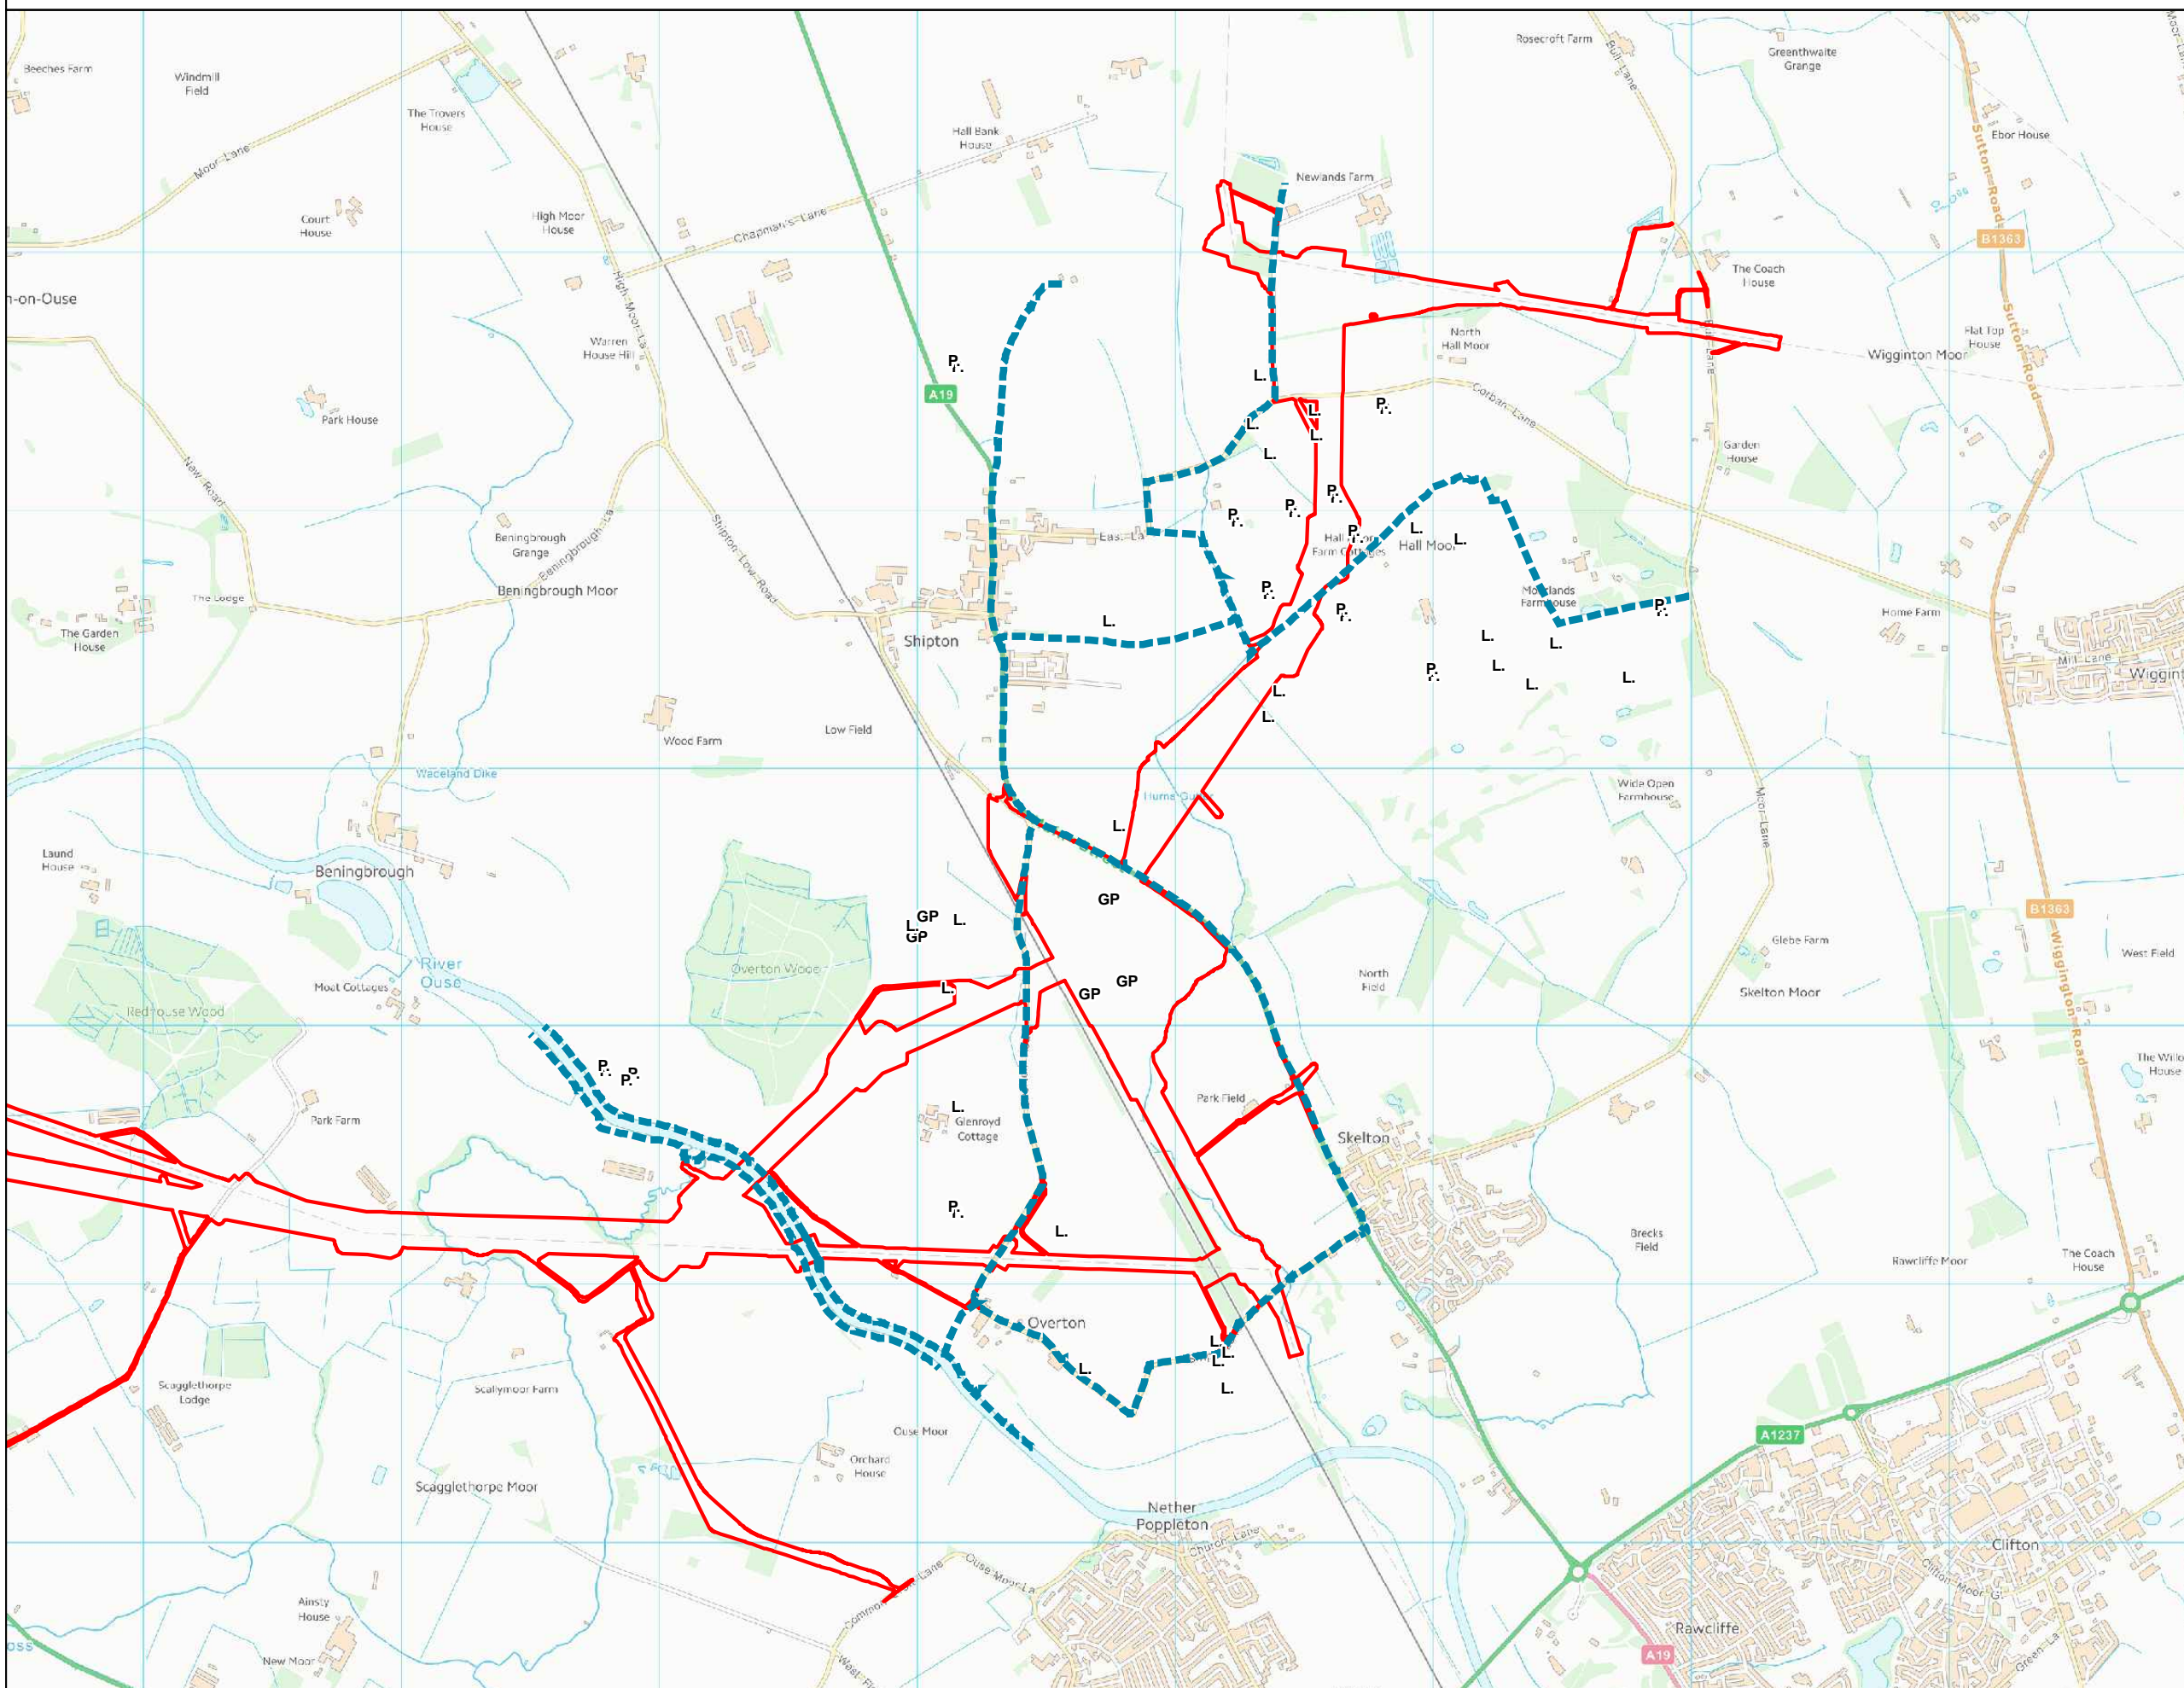 Rosecroft Farm
Bull Lane
Greenthwaite
Grange
Beeches Farm
Windmill
Field
The Trovers
House
Hall Bank
House
Sutton Road
Ebor House
Moor Lane
Newlands Farm
Court
House
High Moor
House
Chapman's Lane
B1363
The Coach
House
n-on-Ouse
High Moor La
Warren
House Hill
North
Hall Moor
Flat Top
House
Sutton Road
Wigginton Moor
P.
A19
L.
Corban Lane
Park House
L.
P.
L.
L.
L.
Garden
House
New Road
P.
P.
P.
Beningbrough
Grange
Beningbrough La
Shipton Low Road
East La
P.
Hall Moor
Farm Cottages
L.
Hall Moor
L.
Beningbrough Moor
The Lodge
P.
Moorlands
Farmhouse
P.
Home Farm
The Garden
House
Shipton
L.
P.
L.
L.
Mill Lane
Wiggint
L.
P.
L.
L.
L.
L.
Wood Farm
Low Field
Waceland Dike
Hurns Gutter
Wide Open
Farmhouse
Moor Lane
L.
Laund
House
Beningbrough
GP
GP
L.
L.
GP
B1363
Wigginton Road
Glebe Farm
West Field
River
Ouse
Overton Wood
North
Field
Moat Cottages
GP
GP
L.
Skelton Moor
Redhouse Wood
P.
P.
P.
The Willo
House
Park Farm
L.
Glenroyd
Cottage
Park Field
Skelton
P.
L.
Brecks
Field
Rawcliffe Moor
The Coach
House
Overton
L.
L.
L.
L.
L.
Scagglethorpe
Lodge
Scallymoor Farm
Ouse Moor
A1237
Orchard
House
Scagglethorpe Moor
Nether
Poppleton
Church Lane
Clifton
Lane
Ouse Moor La
Common
Clifton Moor G
Ainsty
House
Rawcliffe
oss
New Moor
A19
Green La